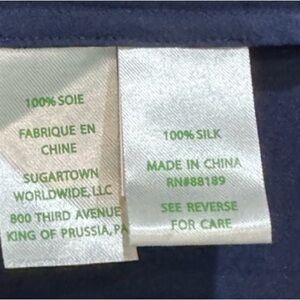 100% SOIE
FABRIQUE EN
CHINE
SUGARTOWN
WORLDWIDE, LLC
800 THIRD AVENUE
KING OF PRUSSIA, PA
100% SILK
MADE IN CHINA
RN#88189
SEE REVERSE
FOR CARE